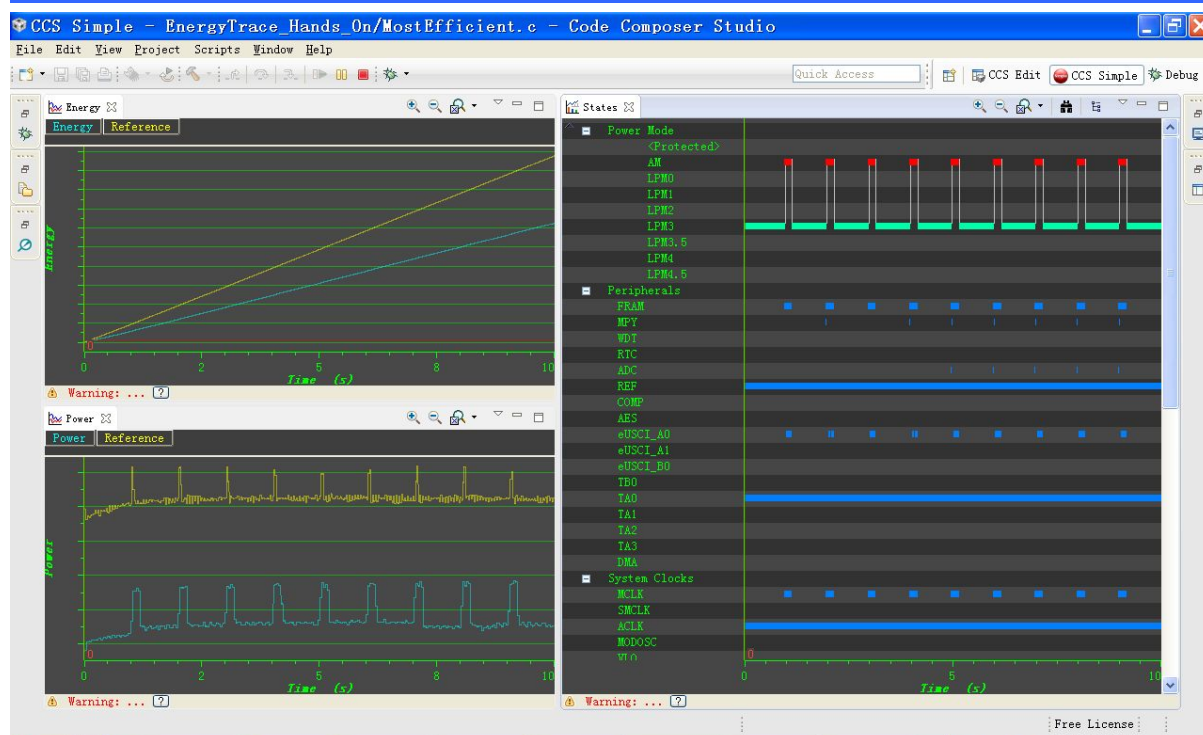 CCS Simple - EnergyTrace_Hands_On/MostEfficient.c - Code Composer Studio
File Edit View Project Scripts Window Help
Quick Access
CCS Edit
CCS Simple
Debug
Energy
Energy
Reference
Energy
0
0 2 5 8 10
Time (s)
Warning: ... ?
Power
Power
Reference
Power
0
0 2 5 8 10
Time (s)
Warning: ... ?
States
Power Mode
<Protected>
AM
LPM0
LPM1
LPM2
LPM3
LPM3.5
LPM4
LPM4.5
Peripherals
FRAM
MPY
WDT
RTC
ADC
REF
COMP
AES
eUSCI_A0
eUSCI_A1
eUSCI_B0
TB0
TA0
TA1
TA2
TA3
DMA
System Clocks
MCLK
SMCLK
ACLK
MODOSC
VLO
0
0 5 10
Time (s)
Warning: ... ?
Free License